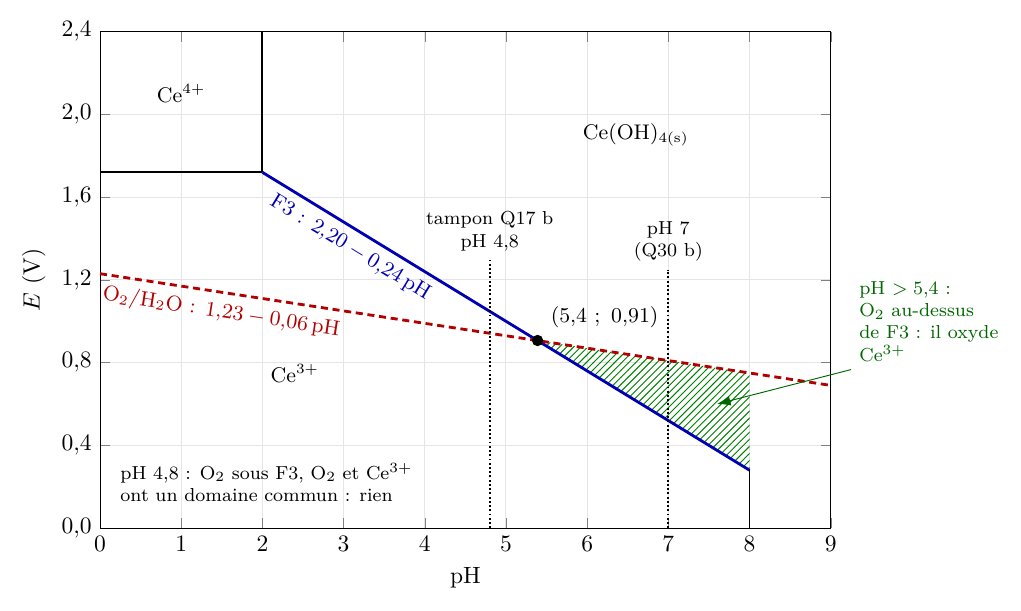 2,4
2,0
1,6
1,2
0,8
0,4
0,0
E (V)
0
1
2
3
4
5
6
7
8
9
pH
Ce⁴⁺
Ce(OH)₄₍ₛ₎
F3 : 2,20 − 0,24 pH
tampon Q17 b
pH 4,8
pH 7
(Q30 b)
O₂/H₂O : 1,23 − 0,06 pH
(5,4 ; 0,91)
pH > 5,4 :
O₂ au-dessus
de F3 : il oxyde
Ce³⁺
Ce³⁺
pH 4,8 : O₂ sous F3, O₂ et Ce³⁺
ont un domaine commun : rien